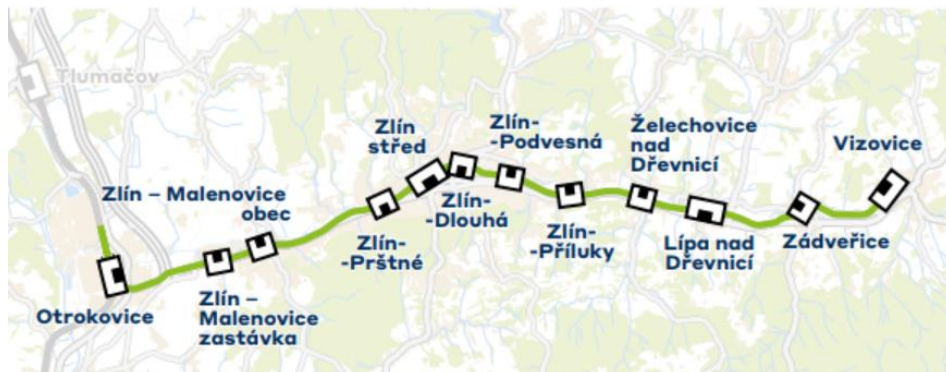 Tlumačov
Zlín
střed
Zlín-
-Podvesná
Želechovice
nad
Dřevnicí
Vizovice
Zlín – Malenovice
obec
Zlín-
-Dlouhá
Zlín-
-Prštné
Zlín-
-Příluky
Lípa nad
Dřevnicí
Zádveřice
Otrokovice
Zlín –
Malenovice
zastávka